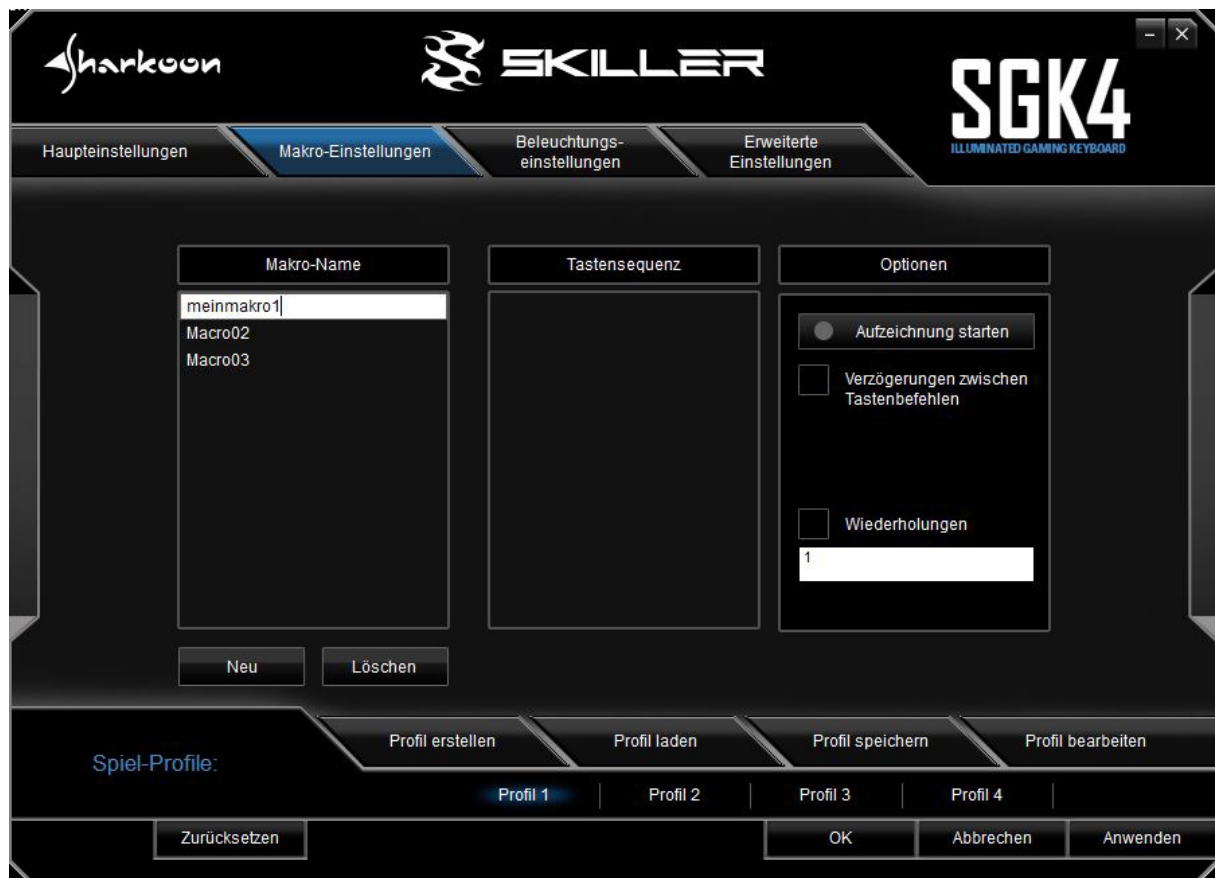 Sharkoon
SKILLER
SGK4
ILLUMINATED GAMING KEYBOARD
Haupteinstellungen
Makro-Einstellungen
Beleuchtungs-
einstellungen
Erweiterte
Einstellungen
Makro-Name
Tastensequenz
Optionen
meinmakro1
Macro02
Macro03
Aufzeichnung starten
Verzögerungen zwischen
Tastenbefehlen
Wiederholungen
1
Neu
Löschen
Spiel-Profile:
Profil erstellen
Profil laden
Profil speichern
Profil bearbeiten
Profil 1
Profil 2
Profil 3
Profil 4
Zurücksetzen
OK
Abbrechen
Anwenden